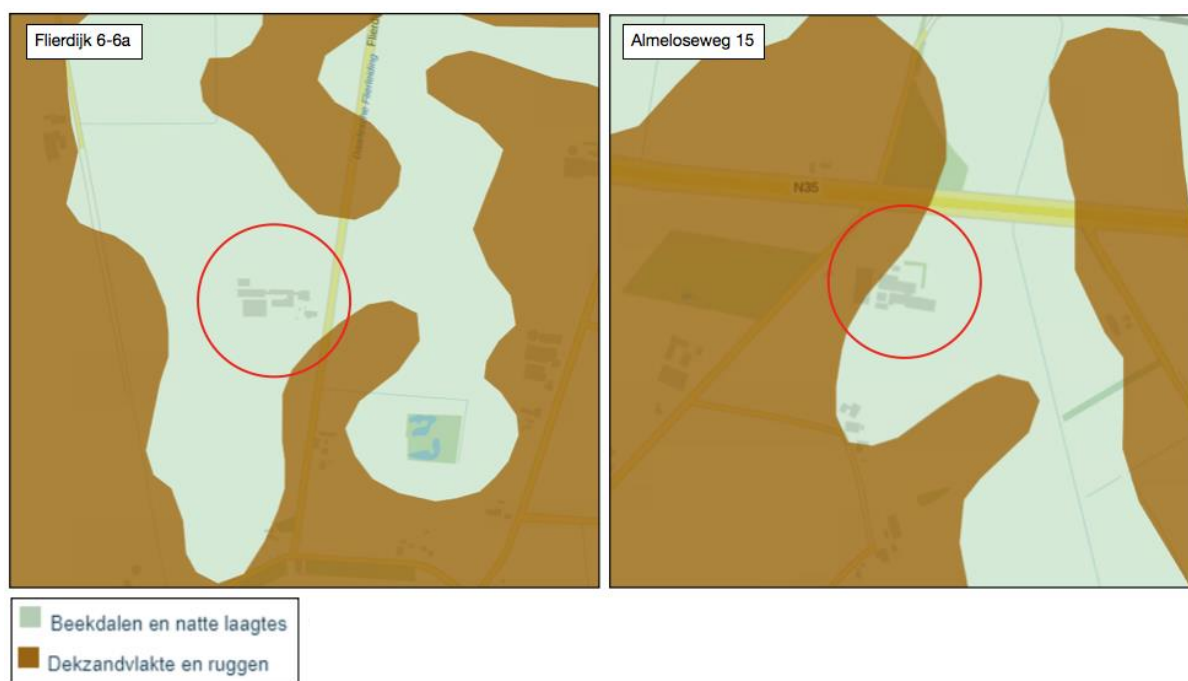 Flierdijk 6-6a
Almeloseweg 15
N35
Beekdalen en natte laagtes
Dekzandvlakte en ruggen